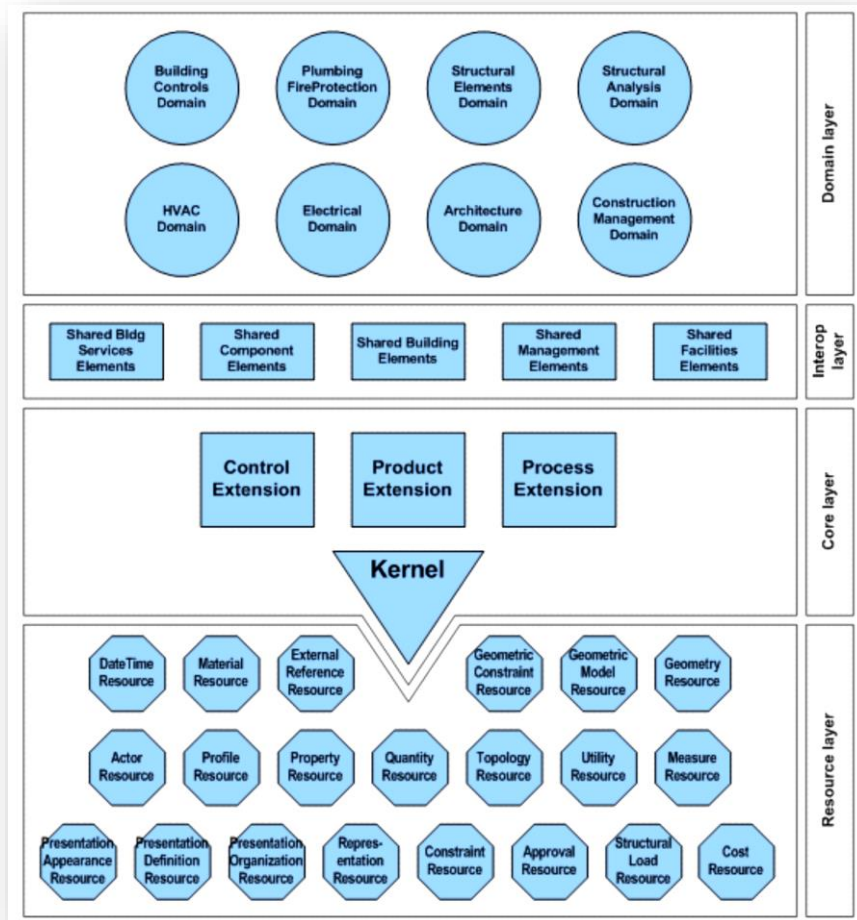 Building
Controls
Domain
Plumbing
FireProtection
Domain
Structural
Elements
Domain
Structural
Analysis
Domain
HVAC
Domain
Electrical
Domain
Architecture
Domain
Construction
Management
Domain
Domain layer
Shared Bldg
Services
Elements
Shared
Component
Elements
Shared Building
Elements
Shared
Management
Elements
Shared
Facilities
Elements
Interop
layer
Control
Extension
Product
Extension
Process
Extension
Kernel
Core layer
DateTime
Resource
Material
Resource
External
Reference
Resource
Geometric
Constraint
Resource
Geometric
Model
Resource
Geometry
Resource
Actor
Resource
Profile
Resource
Property
Resource
Quantity
Resource
Topology
Resource
Utility
Resource
Measure
Resource
Presentation
Appearance
Resource
Presentation
Definition
Resource
Presentation
Organization
Resource
Repres-
entation
Resource
Constraint
Resource
Approval
Resource
Structural
Load
Resource
Cost
Resource
Resource layer